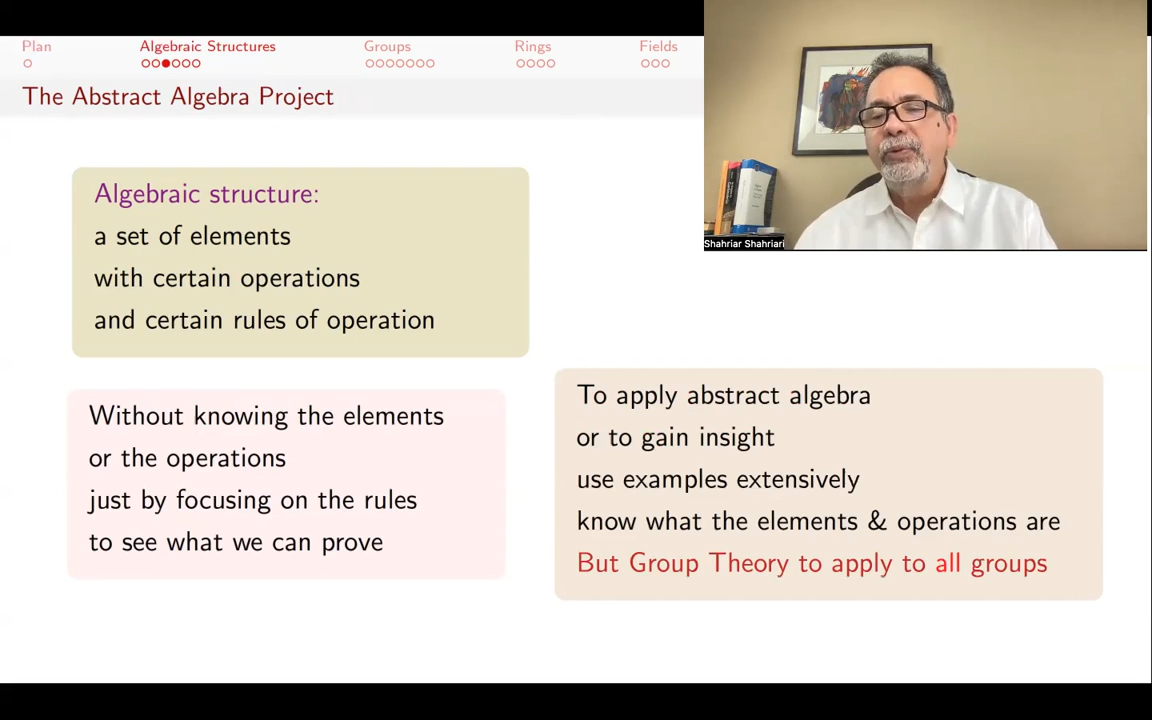 Plan Algebraic Structures Groups Rings Fields
The Abstract Algebra Project
Shahriar Shahriari
Algebraic structure:
a set of elements
with certain operations
and certain rules of operation
Without knowing the elements
or the operations
just by focusing on the rules
to see what we can prove
To apply abstract algebra
or to gain insight
use examples extensively
know what the elements & operations are
But Group Theory to apply to all groups